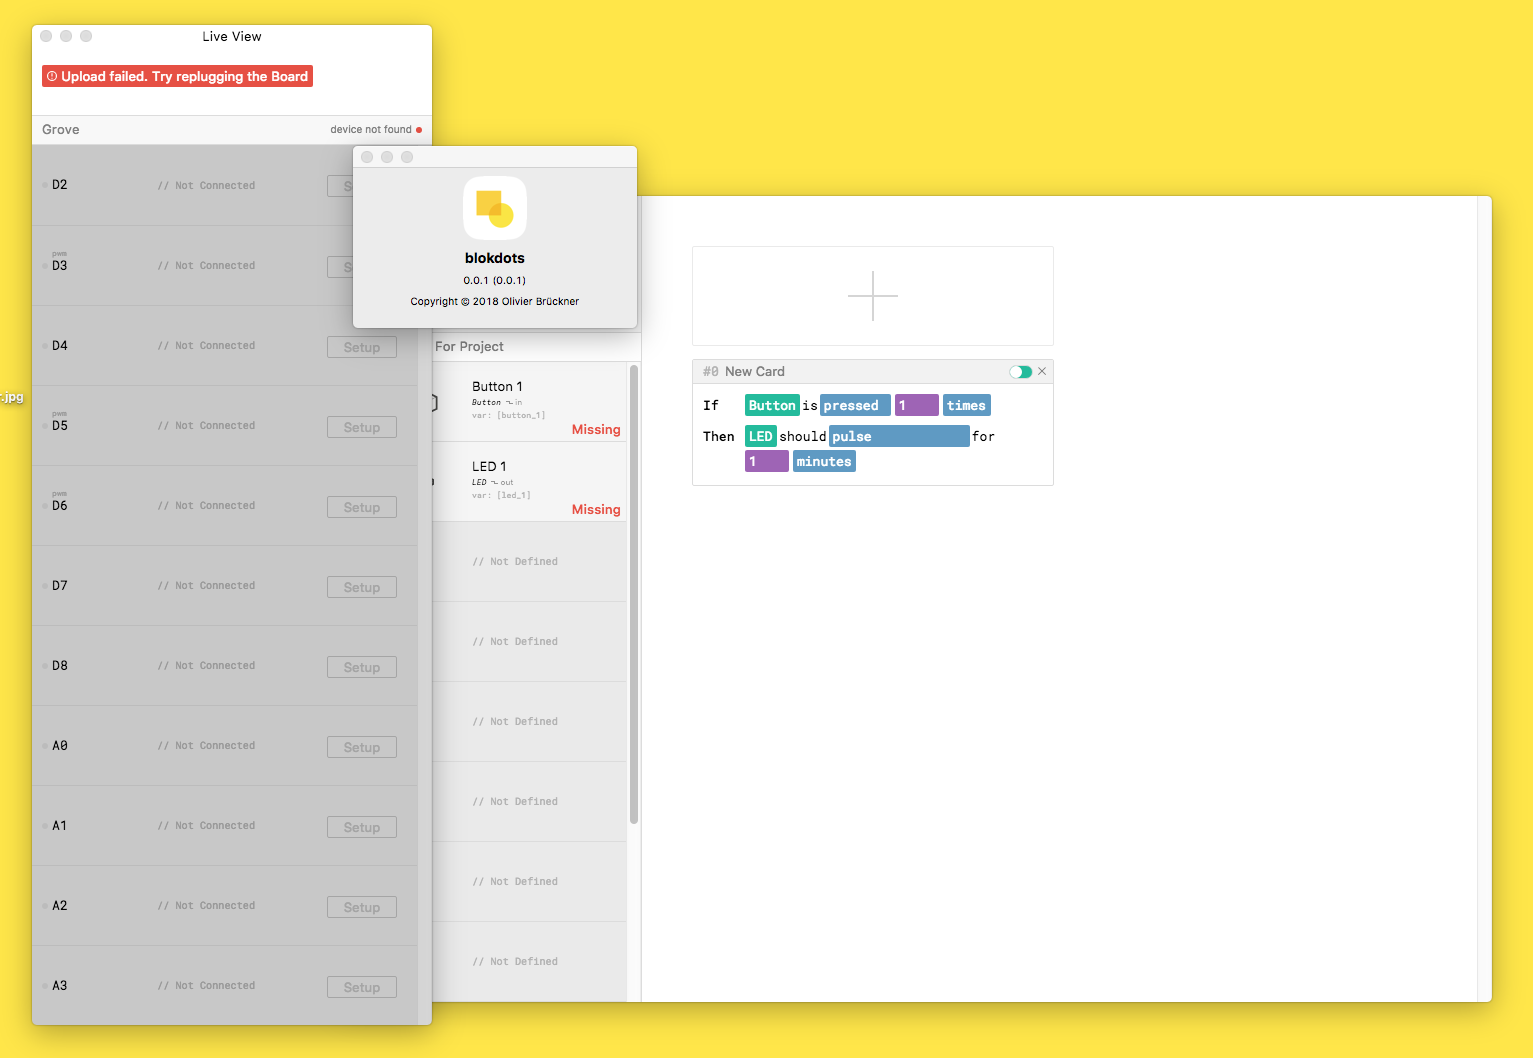 Live View
Upload failed. Try replugging the Board
Grove
device not found
D2
// Not Connected
pwm
D3
// Not Connected
D4
// Not Connected
Setup
pwm
D5
// Not Connected
Setup
pwm
D6
// Not Connected
Setup
D7
// Not Connected
Setup
D8
// Not Connected
Setup
A0
// Not Connected
Setup
A1
// Not Connected
Setup
A2
// Not Connected
Setup
A3
// Not Connected
Setup
.jpg
blokdots
0.0.1 (0.0.1)
Copyright © 2018 Olivier Brückner
For Project
Button 1
Button ⌥ in
var: [button_1]
Missing
LED 1
LED ⌥ out
var: [led_1]
Missing
// Not Defined
// Not Defined
// Not Defined
// Not Defined
// Not Defined
// Not Defined
#0 New Card
If Button is pressed 1 times
Then LED should pulse for
1 minutes